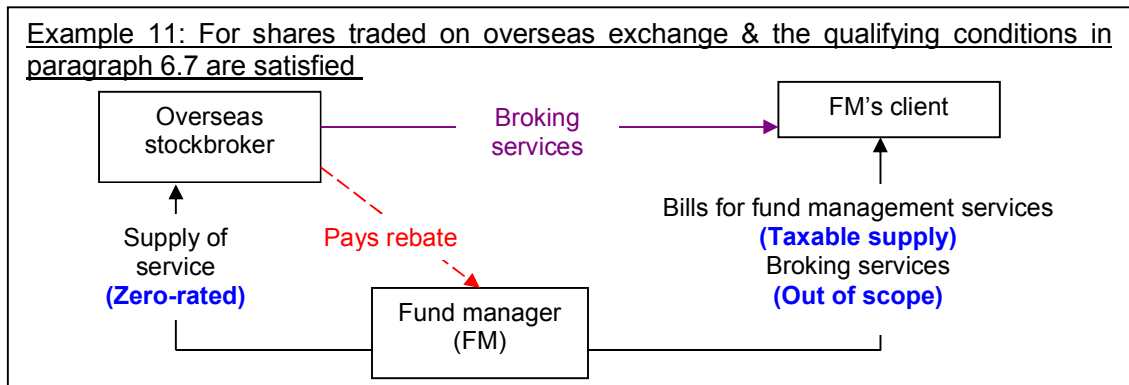 Example 11: For shares traded on overseas exchange & the qualifying conditions in
paragraph 6.7 are satisfied
Overseas
stockbroker
Broking
services
FM's client
Supply of
service
(Zero-rated)
Pays rebate
Bills for fund management services
(Taxable supply)
Broking services
(Out of scope)
Fund manager
(FM)